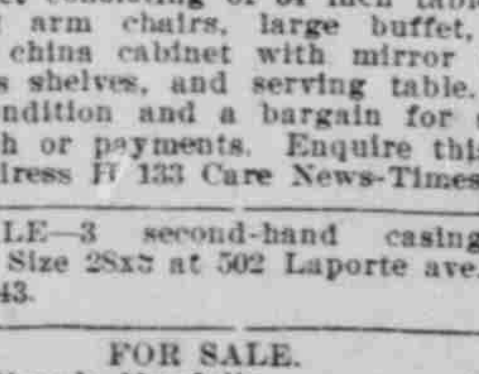 arm chairs, large buffet,
china cabinet with mirror
s shelves, and serving table.
ndition and a bargain for
h or payments. Enquire this
dress H 133 Care News-Times
LE—3 second-hand casing
Size 28x3 at 502 Laporte ave.
43.
FOR SALE.